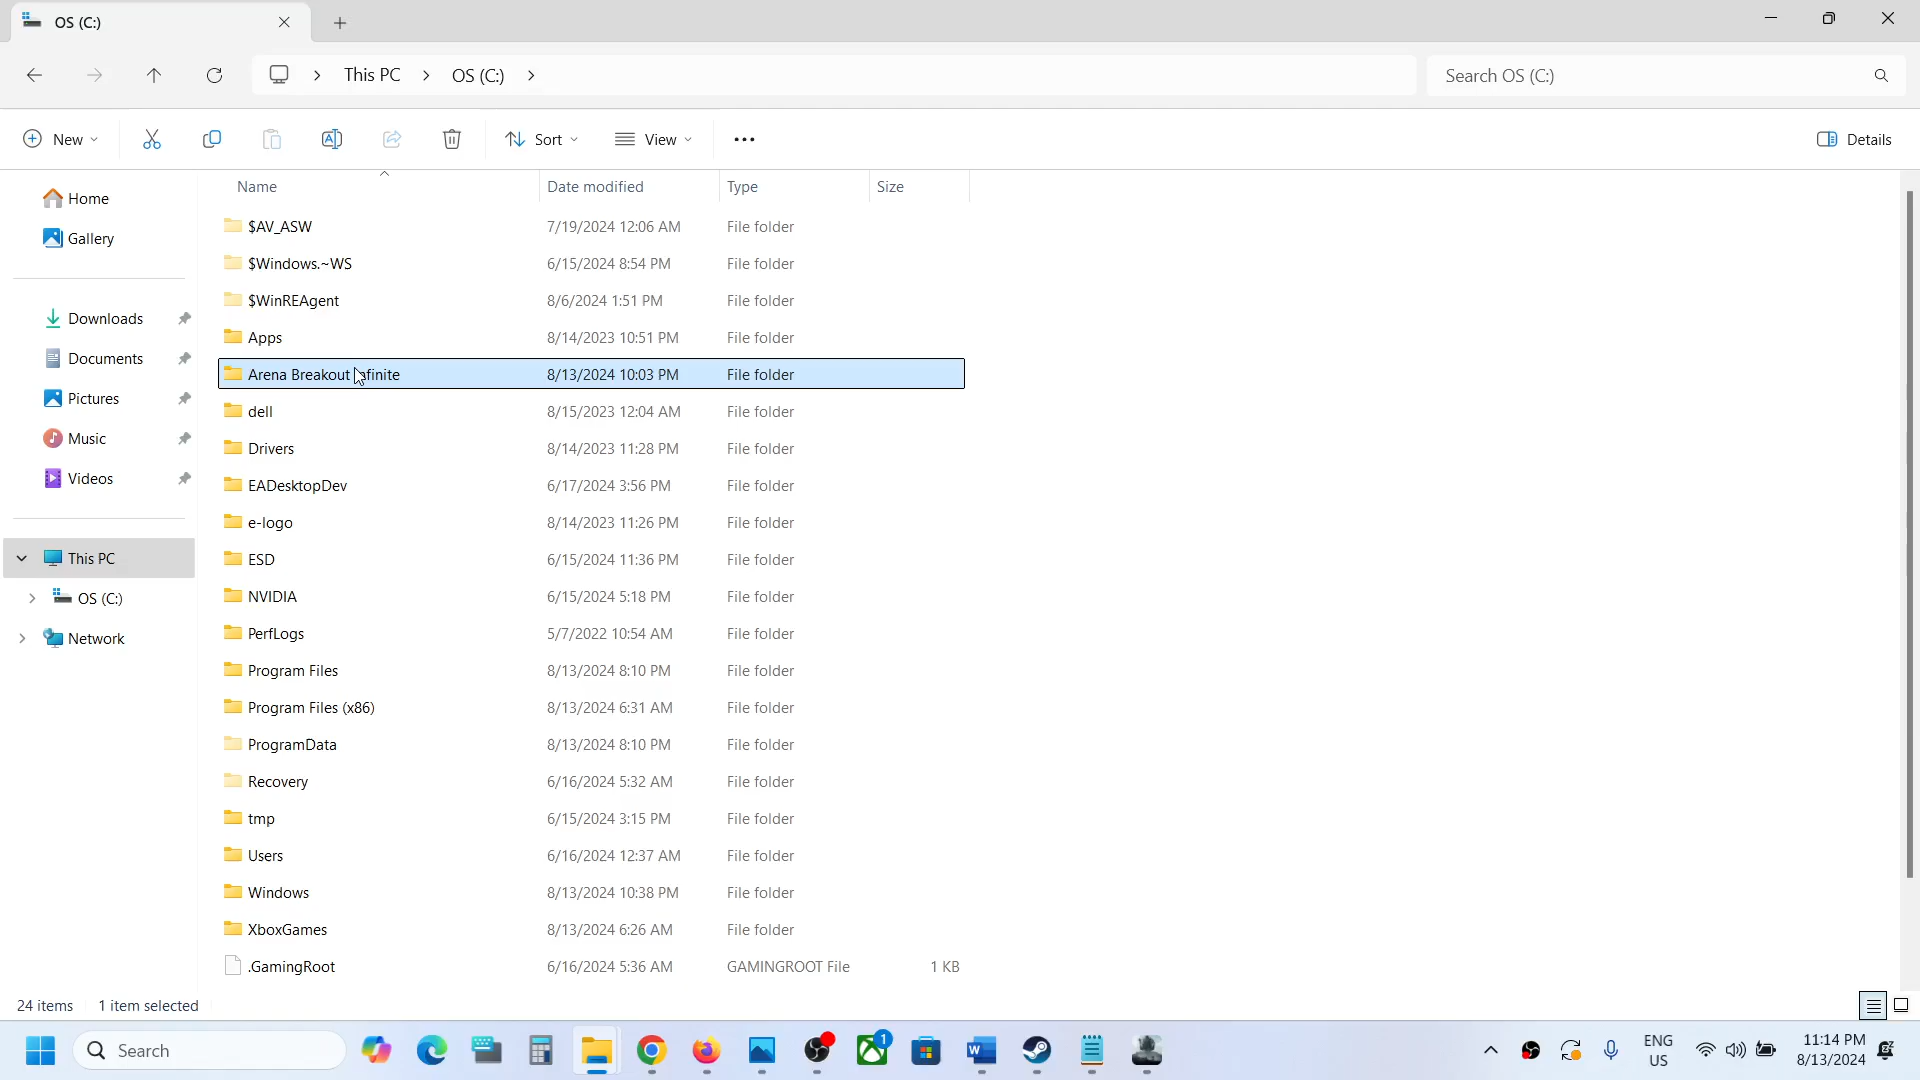 OS (C:)
This PC
OS (C:)
Search OS (C:)
New
Sort
View
Details
Name
Date modified
Type
Size
Home
Gallery
Downloads
Documents
Pictures
Music
Videos
This PC
OS (C:)
Network
$AV_ASW 7/19/2024 12:06 AM File folder
$Windows.~WS 6/15/2024 8:54 PM File folder
$WinREAgent 8/6/2024 1:51 PM File folder
Apps 8/14/2023 10:51 PM File folder
Arena Breakout Infinite 8/13/2024 10:03 PM File folder
dell 8/15/2023 12:04 AM File folder
Drivers 8/14/2023 11:28 PM File folder
EADesktopDev 6/17/2024 3:56 PM File folder
e-logo 8/14/2023 11:26 PM File folder
ESD 6/15/2024 11:36 PM File folder
NVIDIA 6/15/2024 5:18 PM File folder
PerfLogs 5/7/2022 10:54 AM File folder
Program Files 8/13/2024 8:10 PM File folder
Program Files (x86) 8/13/2024 6:31 AM File folder
ProgramData 8/13/2024 8:10 PM File folder
Recovery 6/16/2024 5:32 AM File folder
tmp 6/15/2024 3:15 PM File folder
Users 6/16/2024 12:37 AM File folder
Windows 8/13/2024 10:38 PM File folder
XboxGames 8/13/2024 6:26 AM File folder
.GamingRoot 6/16/2024 5:36 AM GAMINGROOT File 1 KB
24 items 1 item selected
Search
1
ENG
US
11:14 PM
8/13/2024